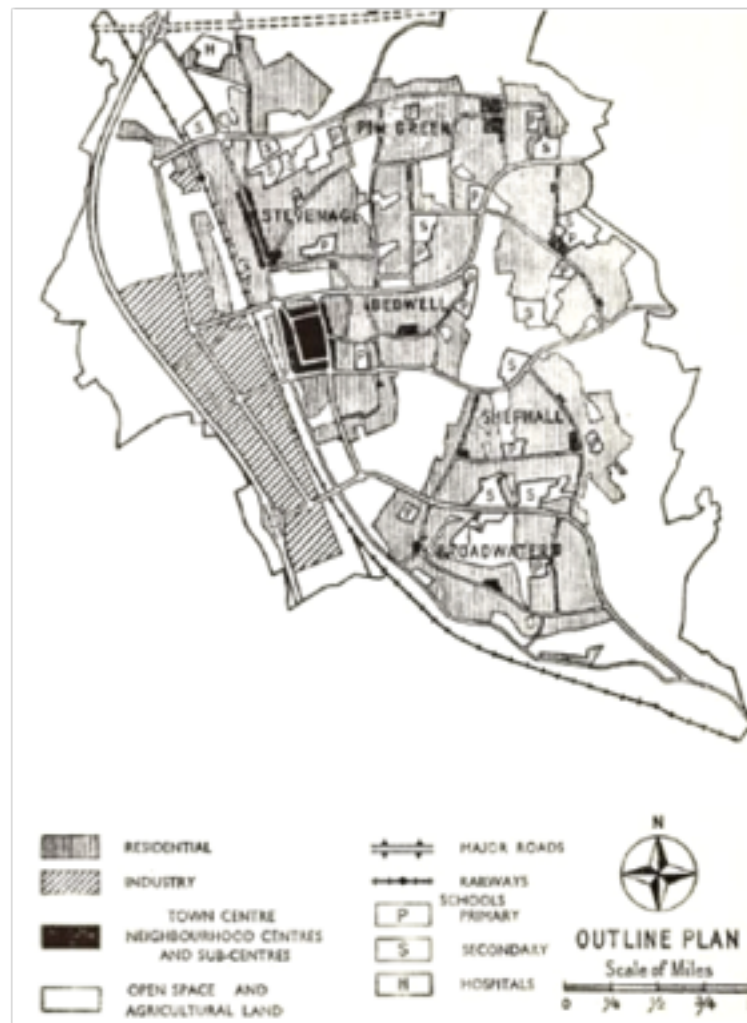 H
S
PIN GREEN
S
S
P
STEVENAGE
P
S
P
P
BEDWELL
S
P
S
SHEPHALL
S
S
BROADWATER
P
RESIDENTIAL
INDUSTRY
TOWN CENTRE
NEIGHBOURHOOD CENTRES
AND SUB-CENTRES
OPEN SPACE AND
AGRICULTURAL LAND
MAJOR ROADS
RAILWAYS
SCHOOLS
P PRIMARY
S SECONDARY
H HOSPITALS
N
OUTLINE PLAN
Scale of Miles
0 ¼ ½ ¾